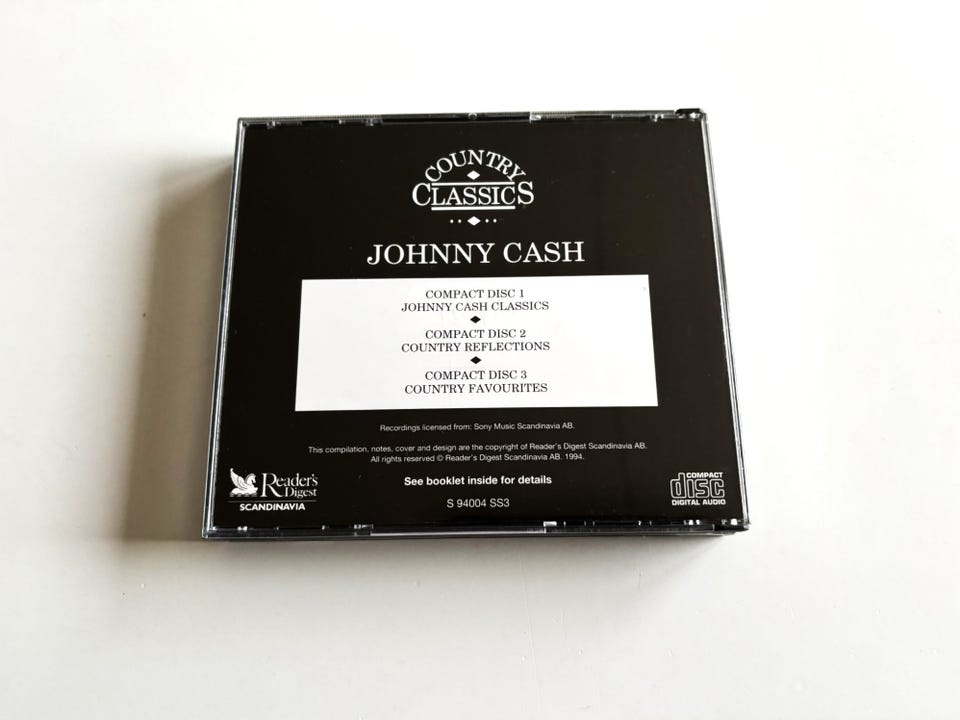 COUNTRY
CLASSICS
JOHNNY CASH
COMPACT DISC 1
JOHNNY CASH CLASSICS
COMPACT DISC 2
COUNTRY REFLECTIONS
COMPACT DISC 3
COUNTRY FAVOURITES
Recordings licensed from: Sony Music Scandinavia AB.
This compilation, notes, cover and design are the copyright of Reader's Digest Scandinavia AB.
All rights reserved © Reader's Digest Scandinavia AB. 1994.
See booklet inside for details
S 94004 SS3
Reader's
Digest
SCANDINAVIA
COMPACT
disc
DIGITAL AUDIO